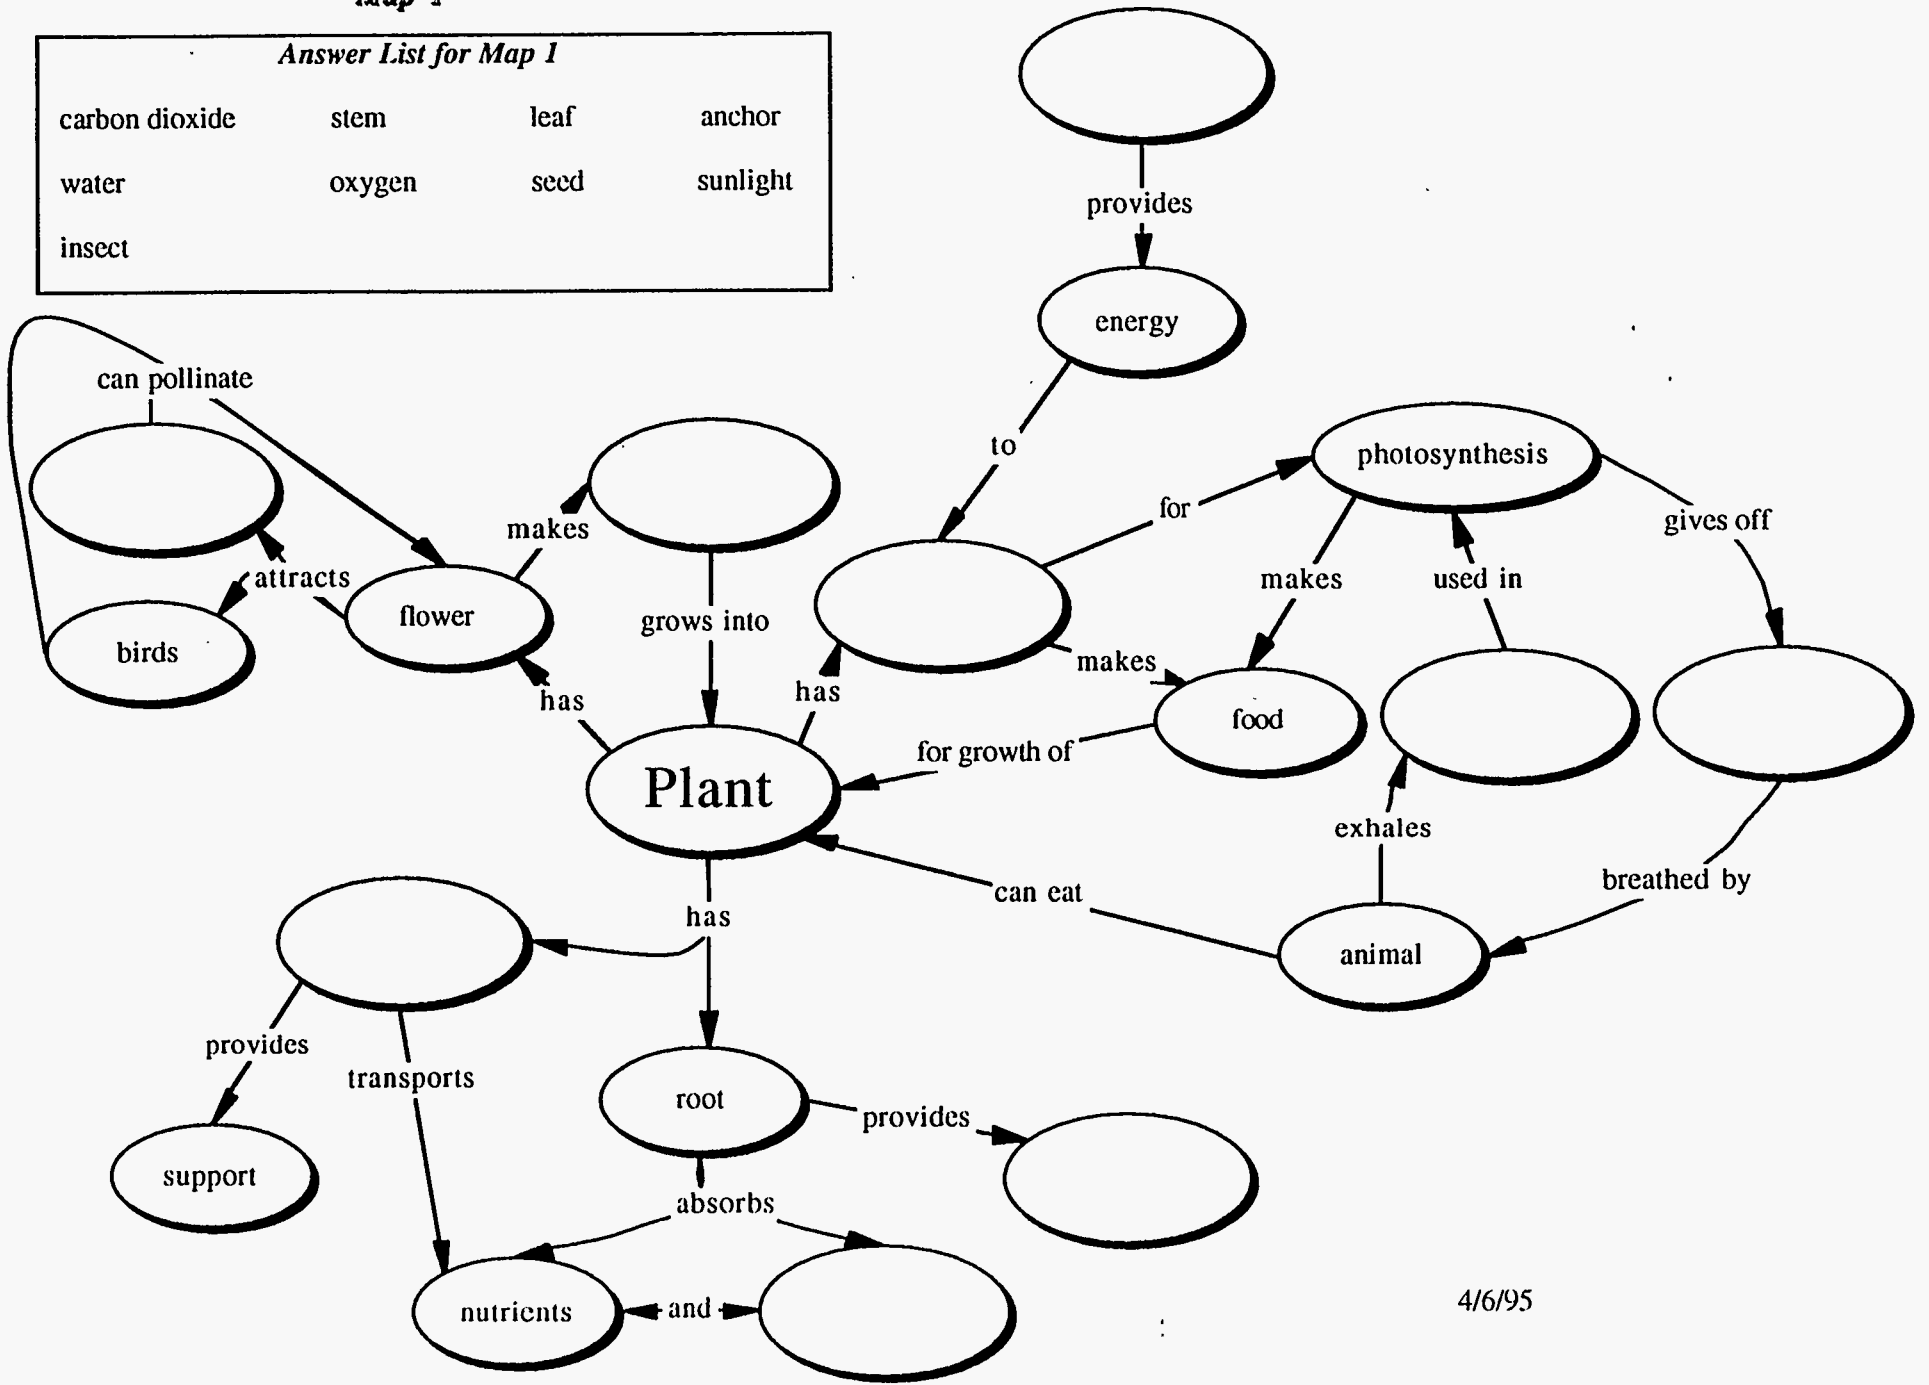 Map 1
Answer List for Map 1
carbon dioxide stem leaf anchor
water oxygen seed sunlight
insect
provides
energy
can pollinate
to
photosynthesis
for
gives off
makes
attracts
makes
used in
flower
grows into
birds
makes
has
has
food
for growth of
Plant
exhales
can eat
breathed by
has
animal
provides
transports
root
provides
support
absorbs
nutrients
and
4/6/95